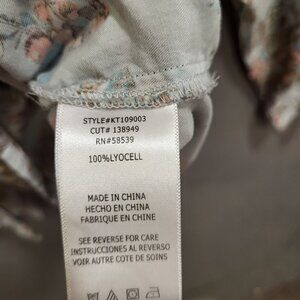 STYLE#KT109003
CUT# 138949
RN#58539
100%LYOCELL
MADE IN CHINA
HECHO EN CHINA
FABRIQUE EN CHINE
SEE REVERSE FOR CARE
INSTRUCCIONES AL REVERSO
VOIR AUTRE COTE DE SOINS